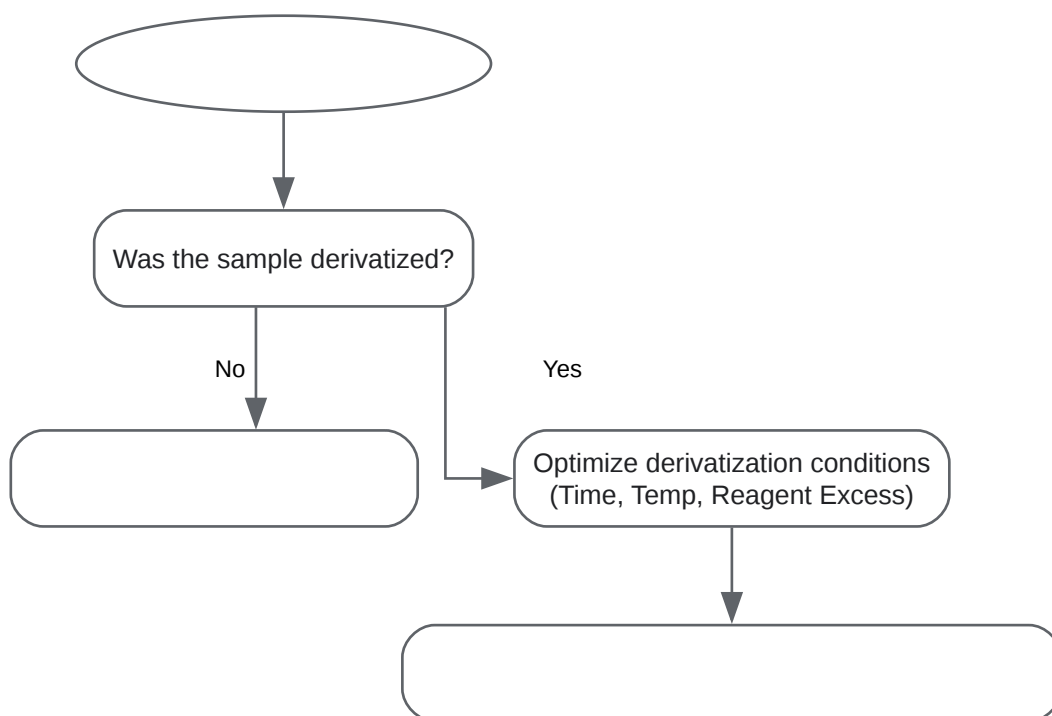 Was the sample derivatized?
No
Yes
Optimize derivatization conditions
(Time, Temp, Reagent Excess)